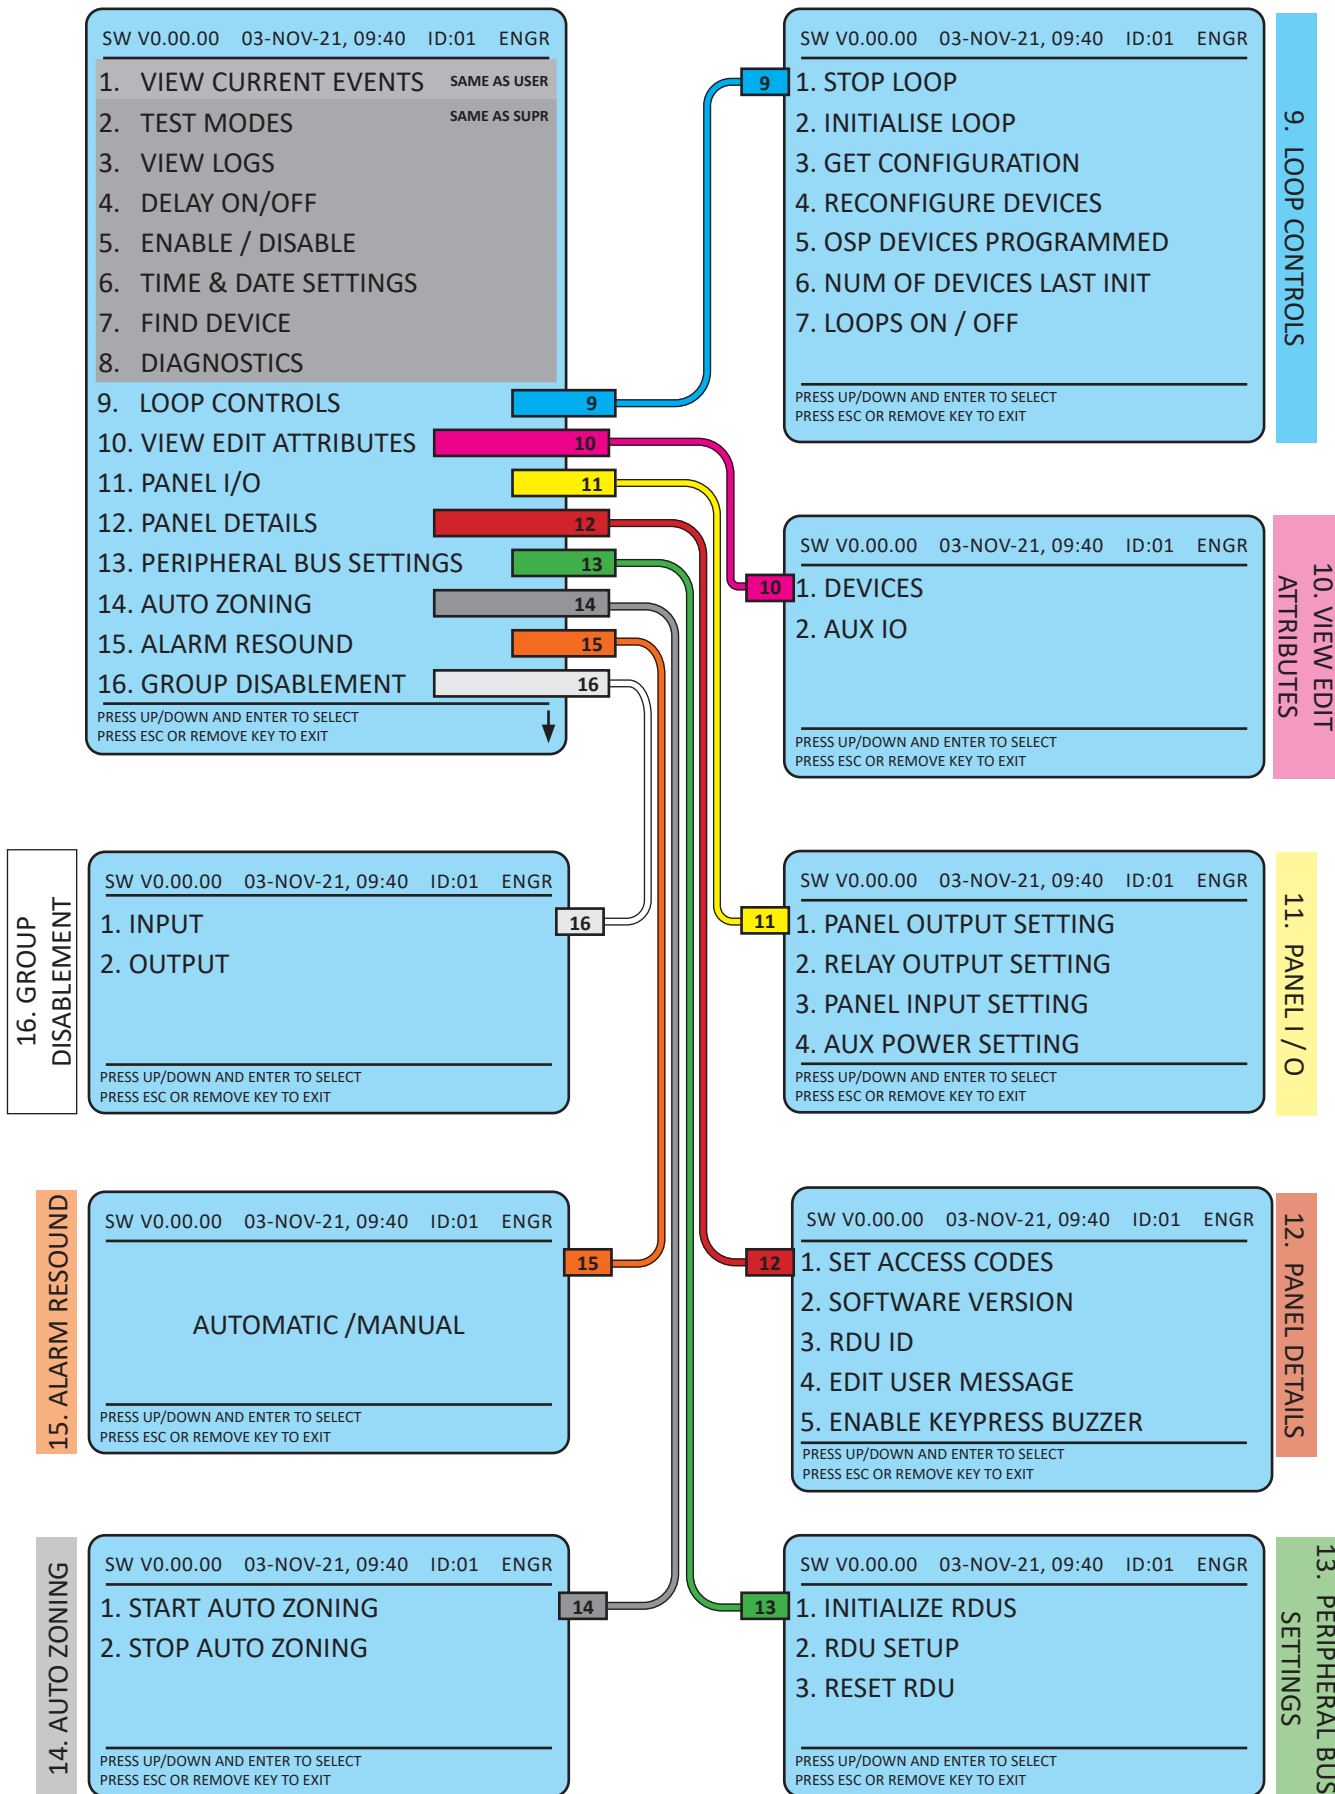 SW V0.00.00 03-NOV-21, 09:40 ID:01 ENGR
1. VIEW CURRENT EVENTS SAME AS USER
2. TEST MODES SAME AS SUPR
3. VIEW LOGS
4. DELAY ON/OFF
5. ENABLE / DISABLE
6. TIME & DATE SETTINGS
7. FIND DEVICE
8. DIAGNOSTICS
9. LOOP CONTROLS 9
10. VIEW EDIT ATTRIBUTES 10
11. PANEL I/O 11
12. PANEL DETAILS 12
13. PERIPHERAL BUS SETTINGS 13
14. AUTO ZONING 14
15. ALARM RESOUND 15
16. GROUP DISABLEMENT 16
PRESS UP/DOWN AND ENTER TO SELECT
PRESS ESC OR REMOVE KEY TO EXIT
SW V0.00.00 03-NOV-21, 09:40 ID:01 ENGR
9 1. STOP LOOP
2. INITIALISE LOOP
3. GET CONFIGURATION
4. RECONFIGURE DEVICES
5. OSP DEVICES PROGRAMMED
6. NUM OF DEVICES LAST INIT
7. LOOPS ON / OFF
PRESS UP/DOWN AND ENTER TO SELECT
PRESS ESC OR REMOVE KEY TO EXIT
9. LOOP CONTROLS
SW V0.00.00 03-NOV-21, 09:40 ID:01 ENGR
10 1. DEVICES
2. AUX IO
PRESS UP/DOWN AND ENTER TO SELECT
PRESS ESC OR REMOVE KEY TO EXIT
10. VIEW EDIT
ATTRIBUTES
16. GROUP
DISABLEMENT
SW V0.00.00 03-NOV-21, 09:40 ID:01 ENGR
1. INPUT 16
2. OUTPUT
PRESS UP/DOWN AND ENTER TO SELECT
PRESS ESC OR REMOVE KEY TO EXIT
SW V0.00.00 03-NOV-21, 09:40 ID:01 ENGR
11 1. PANEL OUTPUT SETTING
2. RELAY OUTPUT SETTING
3. PANEL INPUT SETTING
4. AUX POWER SETTING
PRESS UP/DOWN AND ENTER TO SELECT
PRESS ESC OR REMOVE KEY TO EXIT
11. PANEL I / O
15. ALARM RESOUND
SW V0.00.00 03-NOV-21, 09:40 ID:01 ENGR
15
AUTOMATIC /MANUAL
PRESS UP/DOWN AND ENTER TO SELECT
PRESS ESC OR REMOVE KEY TO EXIT
SW V0.00.00 03-NOV-21, 09:40 ID:01 ENGR
12 1. SET ACCESS CODES
2. SOFTWARE VERSION
3. RDU ID
4. EDIT USER MESSAGE
5. ENABLE KEYPRESS BUZZER
PRESS UP/DOWN AND ENTER TO SELECT
PRESS ESC OR REMOVE KEY TO EXIT
12. PANEL DETAILS
14. AUTO ZONING
SW V0.00.00 03-NOV-21, 09:40 ID:01 ENGR
1. START AUTO ZONING 14
2. STOP AUTO ZONING
PRESS UP/DOWN AND ENTER TO SELECT
PRESS ESC OR REMOVE KEY TO EXIT
SW V0.00.00 03-NOV-21, 09:40 ID:01 ENGR
13 1. INITIALIZE RDUS
2. RDU SETUP
3. RESET RDU
PRESS UP/DOWN AND ENTER TO SELECT
PRESS ESC OR REMOVE KEY TO EXIT
13. PERIPHERAL BUS
SETTINGS